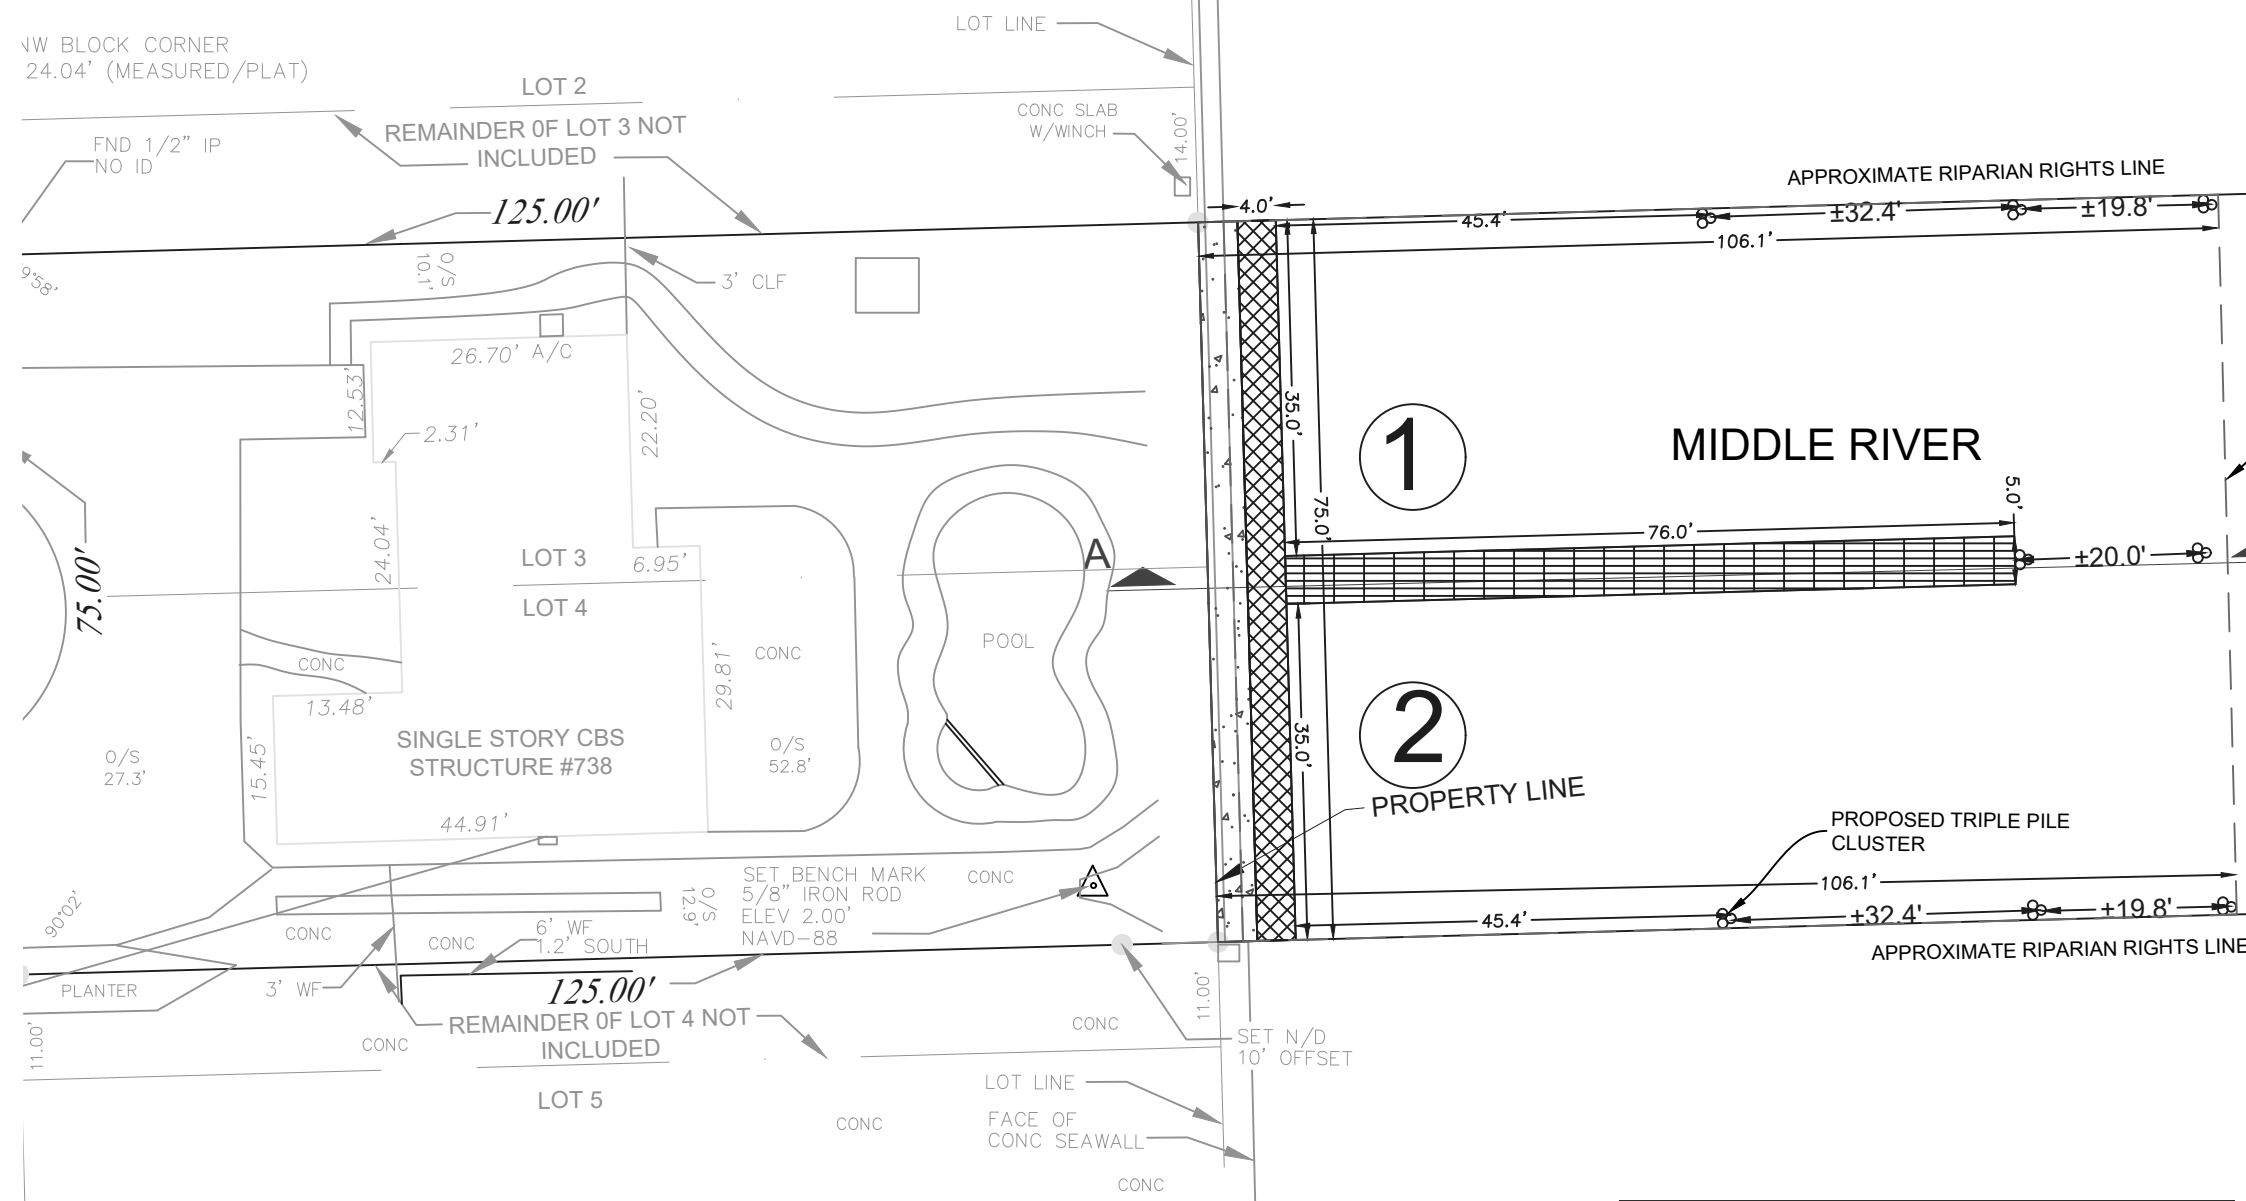 LOT LINE
NW BLOCK CORNER
24.04' (MEASURED/PLAT)
LOT 2
CONC SLAB
W/WINCH
14.00'
REMAINDER 0F LOT 3 NOT
INCLUDED
FND 1/2" IP
NO ID
APPROXIMATE RIPARIAN RIGHTS LINE
125.00'
4.0'
45.4'
±32.4'
±19.8'
106.1'
9°58'
O/S
10.1'
3' CLF
26.70' A/C
12.53'
2.31'
22.20'
35.0'
75.0'
1
MIDDLE RIVER
5.0'
76.0'
±20.0'
A
24.04'
LOT 3
6.95'
LOT 4
75.00'
POOL
CONC
CONC
29.81'
13.48'
SINGLE STORY CBS
STRUCTURE #738
15.45'
O/S
27.3'
O/S
52.8'
44.91'
2
35.0'
PROPERTY LINE
PROPOSED TRIPLE PILE
CLUSTER
106.1'
45.4'
±32.4'
±19.8'
APPROXIMATE RIPARIAN RIGHTS LINE
SET BENCH MARK
5/8" IRON ROD
ELEV 2.00'
NAVD-88
CONC
O/S
12.9'
90°02'
CONC
CONC
6' WF
1.2' SOUTH
PLANTER
3' WF
125.00'
REMAINDER 0F LOT 4 NOT
INCLUDED
11.00'
CONC
CONC
11.00'
SET N/D
10' OFFSET
LOT 5
LOT LINE
FACE OF
CONC SEAWALL
CONC
CONC